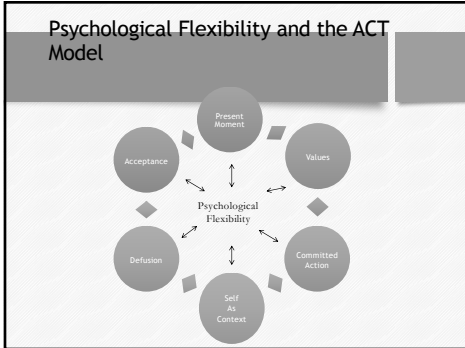 Psychological Flexibility and the ACT
Model
Present
Moment
Acceptance
Values
Psychological
Flexibility
Defusion
Committed
Action
Self
As
Context